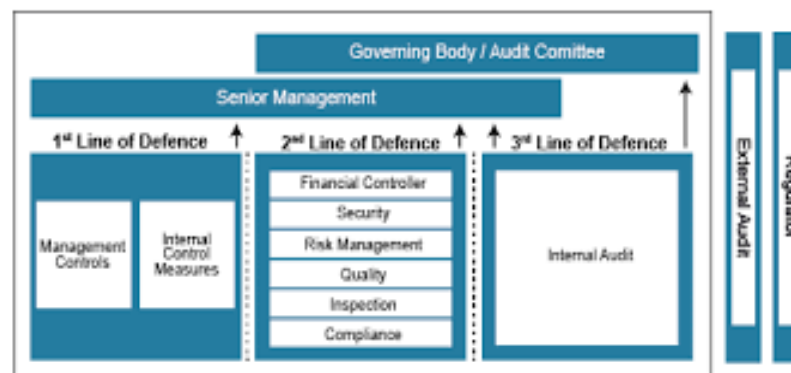 Governing Body / Audit Comittee
Senior Management
1st Line of Defence
2nd Line of Defence
3rd Line of Defence
Management
Controls
Internal
Control
Measures
Financial Controller
Security
Risk Management
Quality
Inspection
Compliance
Internal Audit
External Audit